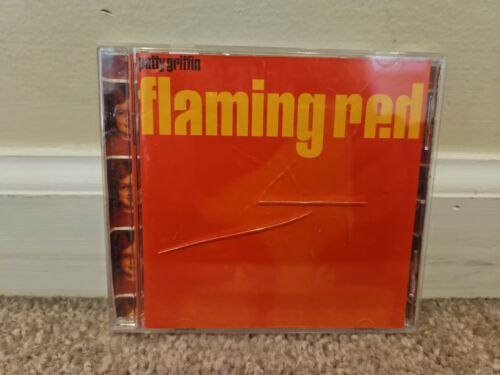 patty griffin
flaming red